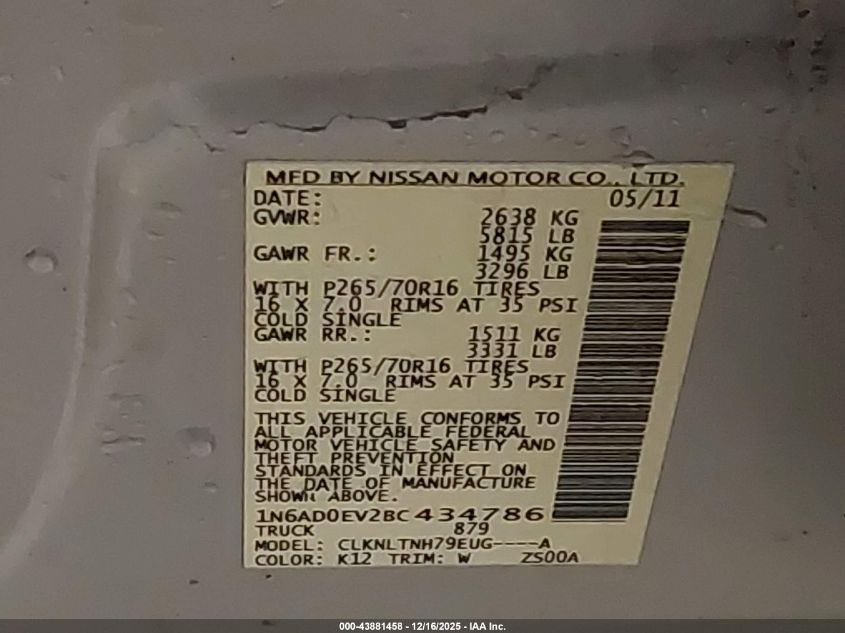 MFD BY NISSAN MOTOR CO., LTD.
DATE: 05/11
GVWR: 2638 KG
5815 LB
GAWR FR.: 1495 KG
3296 LB
WITH P265/70R16 TIRES
16 X 7.0 RIMS AT 35 PSI
COLD SINGLE
GAWR RR.: 1511 KG
3331 LB
WITH P265/70R16 TIRES
16 X 7.0 RIMS AT 35 PSI
COLD SINGLE
THIS VEHICLE CONFORMS TO
ALL APPLICABLE FEDERAL
MOTOR VEHICLE SAFETY AND
THEFT PREVENTION
STANDARDS IN EFFECT ON
THE DATE OF MANUFACTURE
SHOWN ABOVE.
1N6AD0EV2BC434786
TRUCK 879
MODEL: CLKNLTNH79EUG----A
COLOR: K12 TRIM: W ZS00A
000-43881458 - 12/16/2025 - IAA Inc.